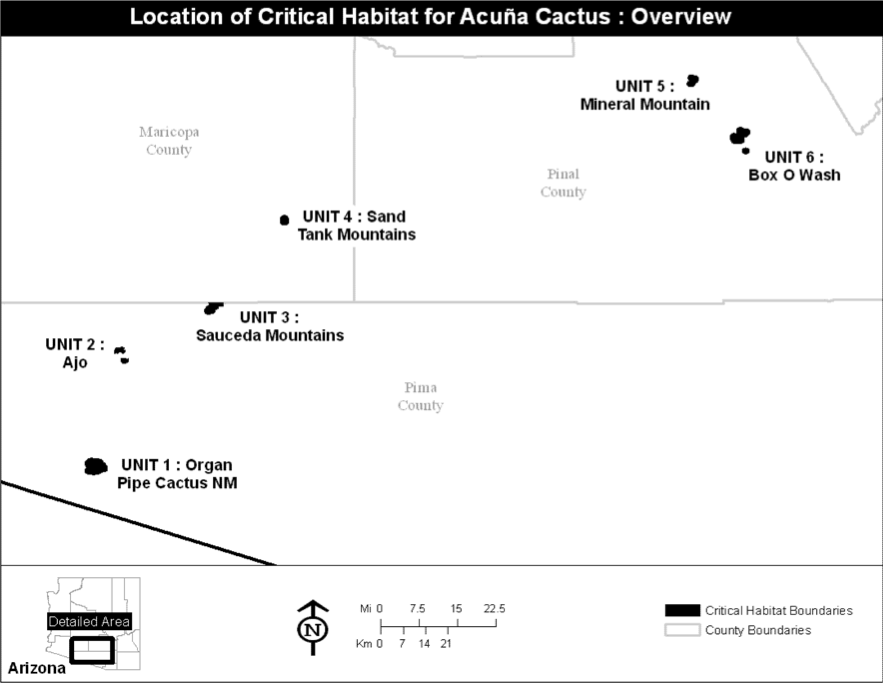 Location of Critical Habitat for Acuña Cactus : Overview
UNIT 5 :
Mineral Mountain
Maricopa
County
UNIT 6 :
Box O Wash
Pinal
County
UNIT 4 : Sand
Tank Mountains
UNIT 3 :
Sauceda Mountains
UNIT 2 :
Ajo
Pima
County
UNIT 1 : Organ
Pipe Cactus NM
Detailed Area
Arizona
N
Mi 0 7.5 15 22.5
Km 0 7 14 21
Critical Habitat Boundaries
County Boundaries